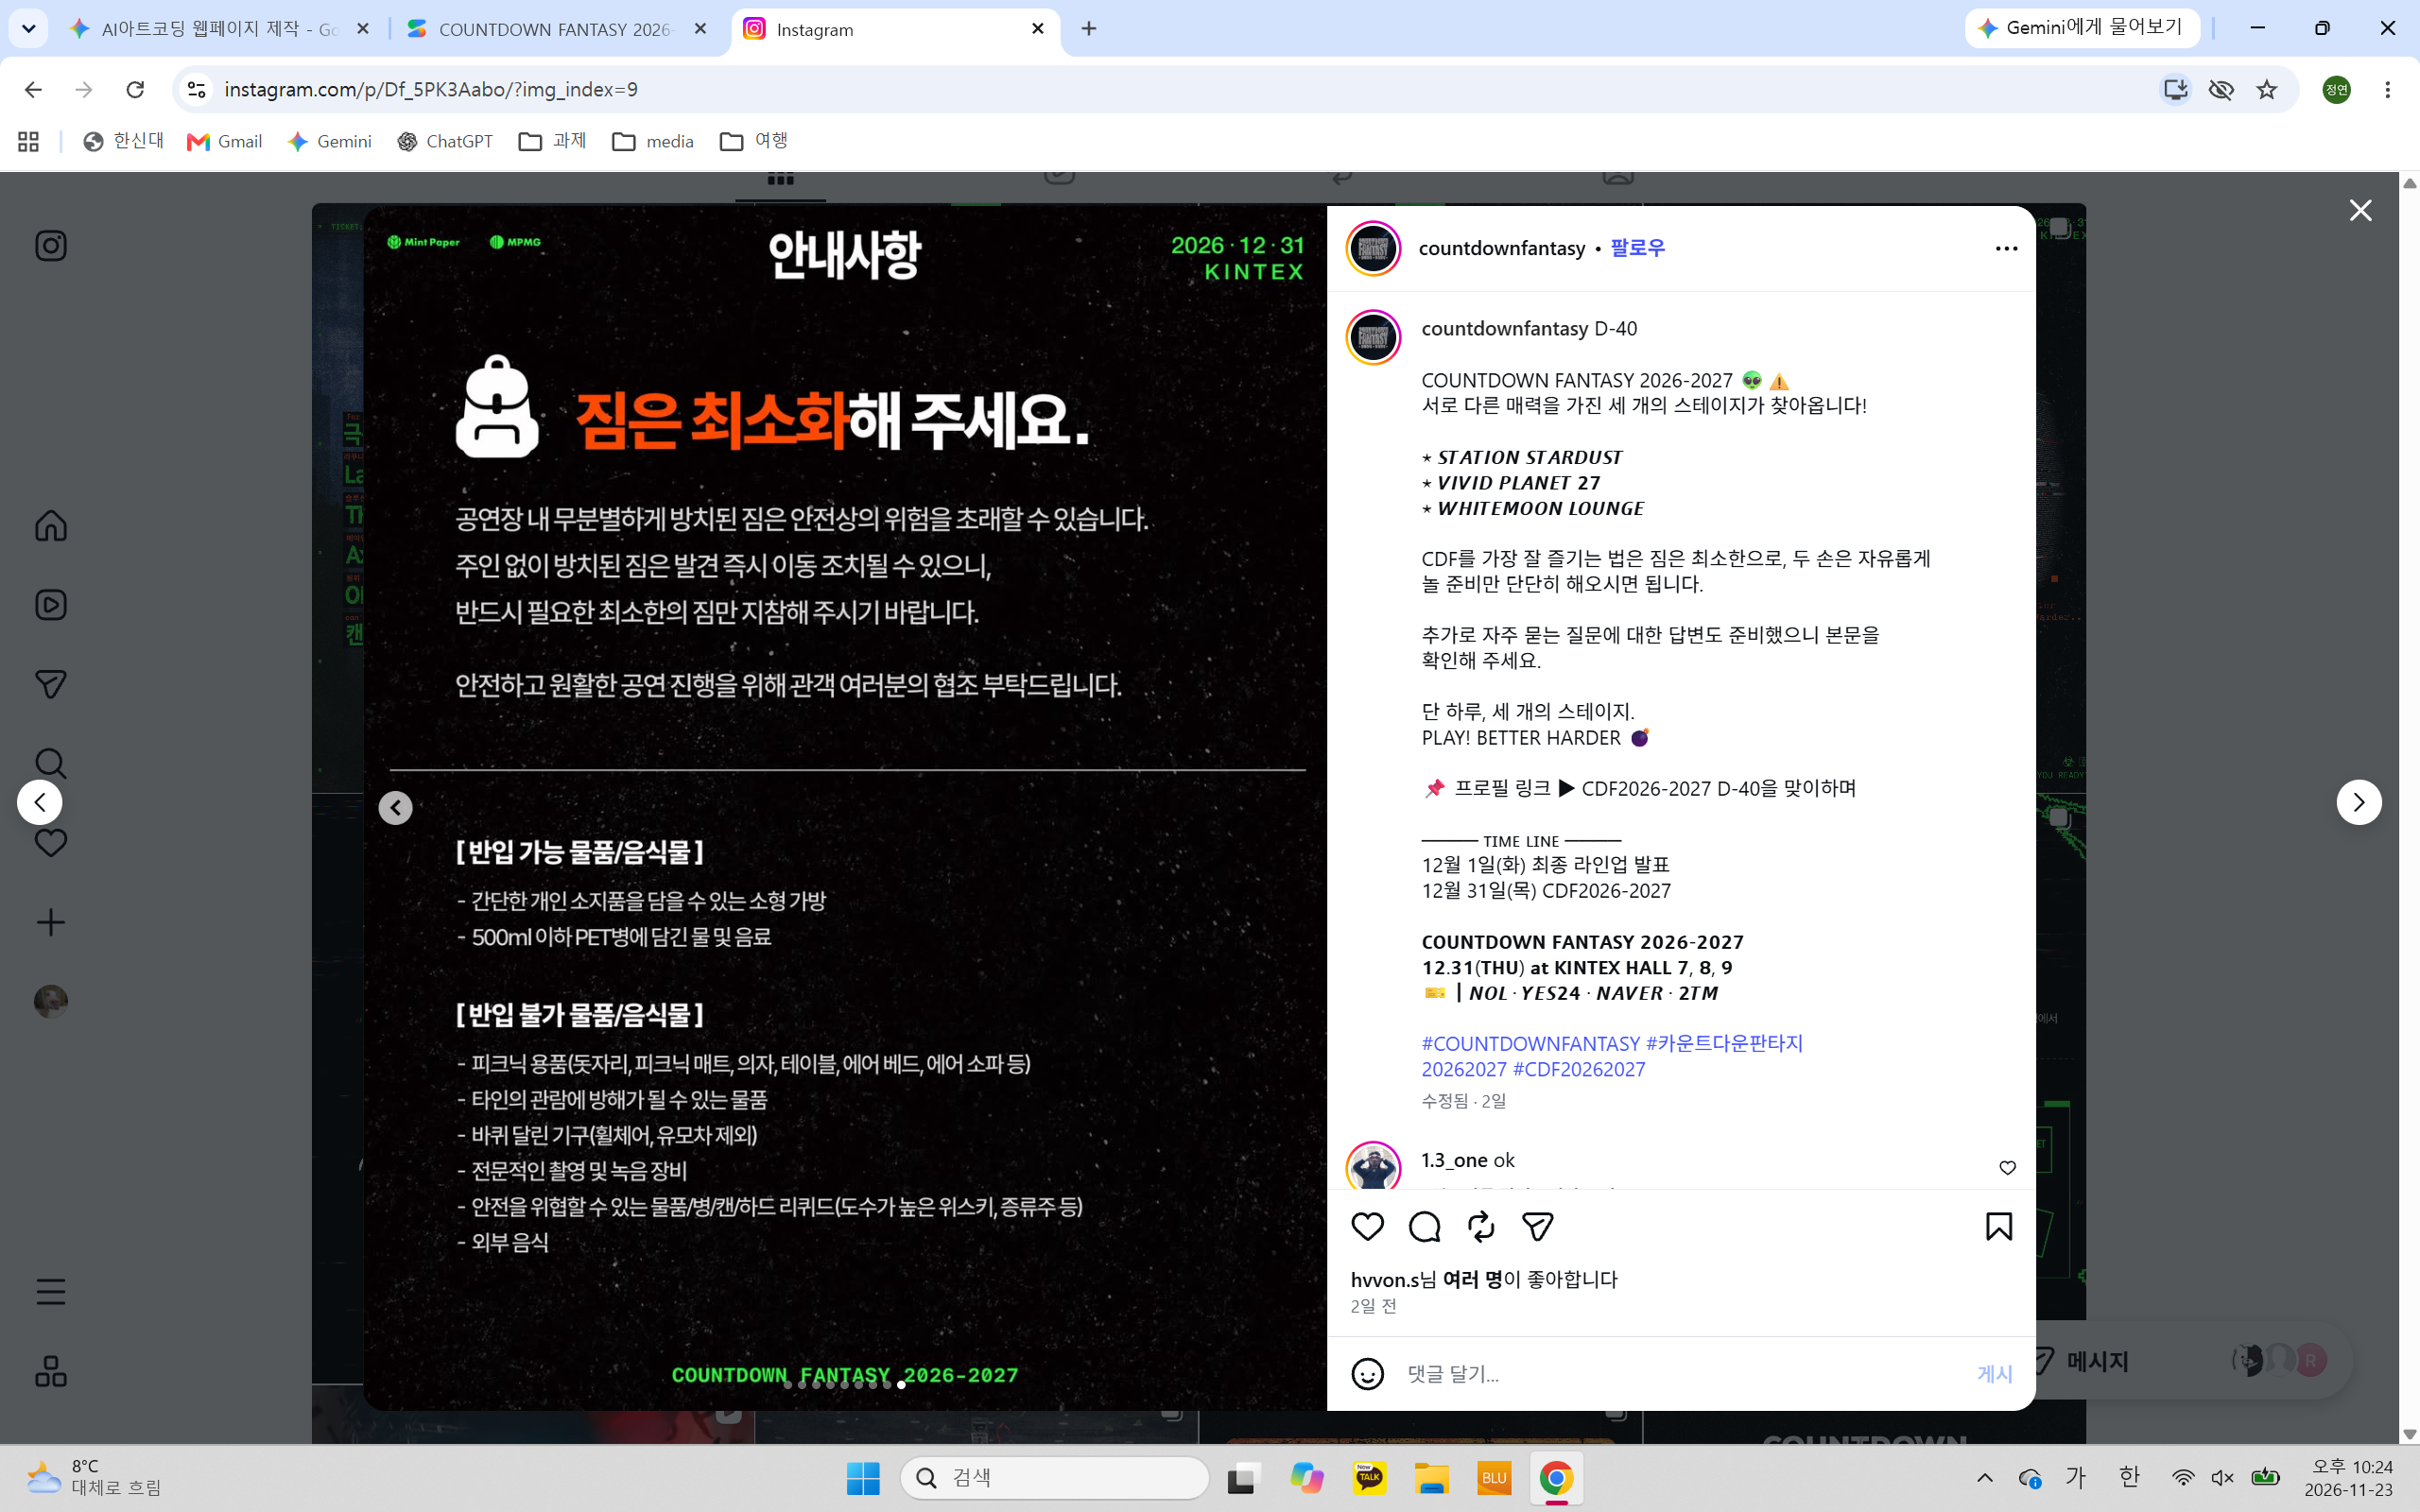 AI아트코딩 웹페이지 제작 - Go
COUNTDOWN FANTASY 2026-
Instagram
Gemini에게 물어보기
instagram.com/p/Df_5PK3Aabo/?img_index=9
정연
한신대
Gmail
Gemini
ChatGPT
과제
media
여행
Mint Paper
MPMG
안내사항
2026·12·31
KINTEX
짐은 최소화해 주세요.
공연장 내 무분별하게 방치된 짐은 안전상의 위험을 초래할 수 있습니다.
주인 없이 방치된 짐은 발견 즉시 이동 조치될 수 있으니,
반드시 필요한 최소한의 짐만 지참해 주시기 바랍니다.
안전하고 원활한 공연 진행을 위해 관객 여러분의 협조 부탁드립니다.
[ 반입 가능 물품/음식물 ]
- 간단한 개인 소지품을 담을 수 있는 소형 가방
- 500ml 이하 PET병에 담긴 물 및 음료
[ 반입 불가 물품/음식물 ]
- 피크닉 용품(돗자리, 피크닉 매트, 의자, 테이블, 에어 베드, 에어 소파 등)
- 타인의 관람에 방해가 될 수 있는 물품
- 바퀴 달린 기구(휠체어, 유모차 제외)
- 전문적인 촬영 및 녹음 장비
- 안전을 위협할 수 있는 물품/병/캔/하드 리쿼드(도수가 높은 위스키, 증류주 등)
- 외부 음식
COUNTDOWN FANTASY 2026-2027
countdownfantasy • 팔로우
countdownfantasy D-40
COUNTDOWN FANTASY 2026-2027 👽 ⚠️
서로 다른 매력을 가진 세 개의 스테이지가 찾아옵니다!
⋆ STATION STARDUST
⋆ VIVID PLANET 27
⋆ WHITEMOON LOUNGE
CDF를 가장 잘 즐기는 법은 짐은 최소한으로, 두 손은 자유롭게
놀 준비만 단단히 해오시면 됩니다.
추가로 자주 묻는 질문에 대한 답변도 준비했으니 본문을
확인해 주세요.
단 하루, 세 개의 스테이지.
PLAY! BETTER HARDER 💣
📌 프로필 링크 ▶ CDF2026-2027 D-40을 맞이하며
──── TIME LINE ────
12월 1일(화) 최종 라인업 발표
12월 31일(목) CDF2026-2027
COUNTDOWN FANTASY 2026-2027
12.31(THU) at KINTEX HALL 7, 8, 9
🎫 | NOL · YES24 · NAVER · 2TM
#COUNTDOWNFANTASY #카운트다운판타지
20262027 #CDF20262027
수정됨 · 2일
1.3_one ok
hvvon.s님 여러 명이 좋아합니다
2일 전
댓글 달기...
게시
메시지
R
8°C
대체로 흐림
검색
New
TALK
BLU
가
한
오후 10:24
2026-11-23